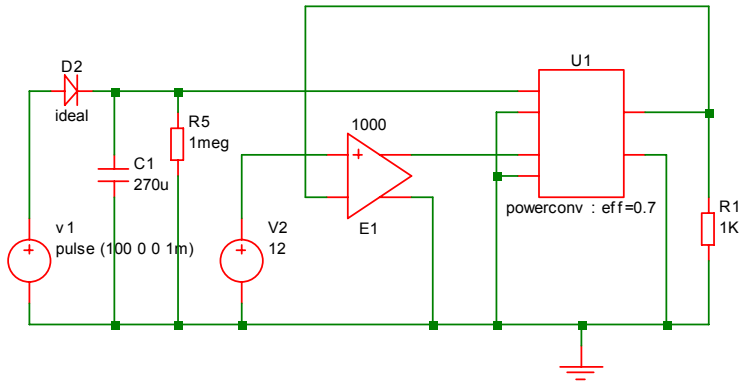 D2
ideal
C1
270u
R5
1meg
v1
pulse (100 0 0 1m)
V2
12
1000
+
E1
U1
powerconv : eff=0.7
R1
1K